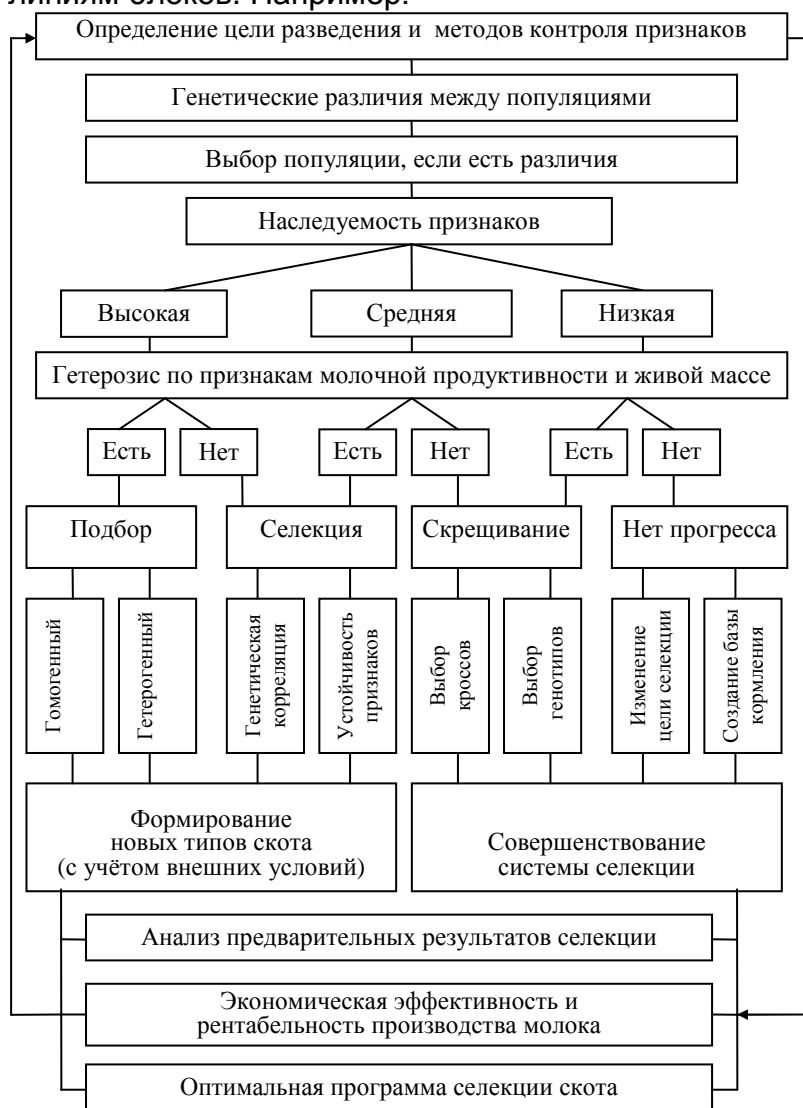 линиям блоков. Например:
Определение цели разведения и методов контроля признаков
Генетические различия между популяциями
Выбор популяции, если есть различия
Наследуемость признаков
Высокая
Средняя
Низкая
Гетерозис по признакам молочной продуктивности и живой массе
Есть
Нет
Есть
Нет
Есть
Нет
Подбор
Селекция
Скрещивание
Нет прогресса
Гомогенный
Гетерогенный
Генетическая
корреляция
Устойчивость
признаков
Выбор
кроссов
Выбор
генотипов
Изменение
цели селекции
Создание базы
кормления
Формирование
новых типов скота
(с учётом внешних условий)
Совершенствование
системы селекции
Анализ предварительных результатов селекции
Экономическая эффективность и
рентабельность производства молока
Оптимальная программа селекции скота